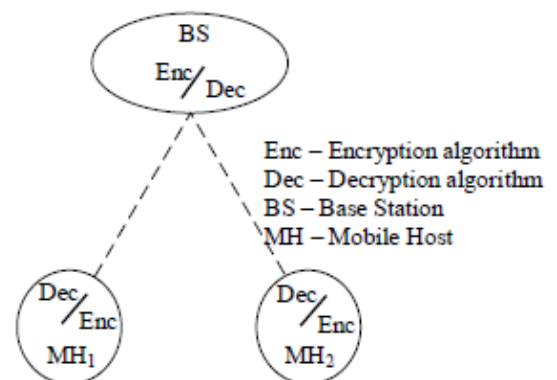 BS
Enc/Dec
Enc – Encryption algorithm
Dec – Decryption algorithm
BS – Base Station
MH – Mobile Host
Dec/Enc
MH₁
Dec/Enc
MH₂